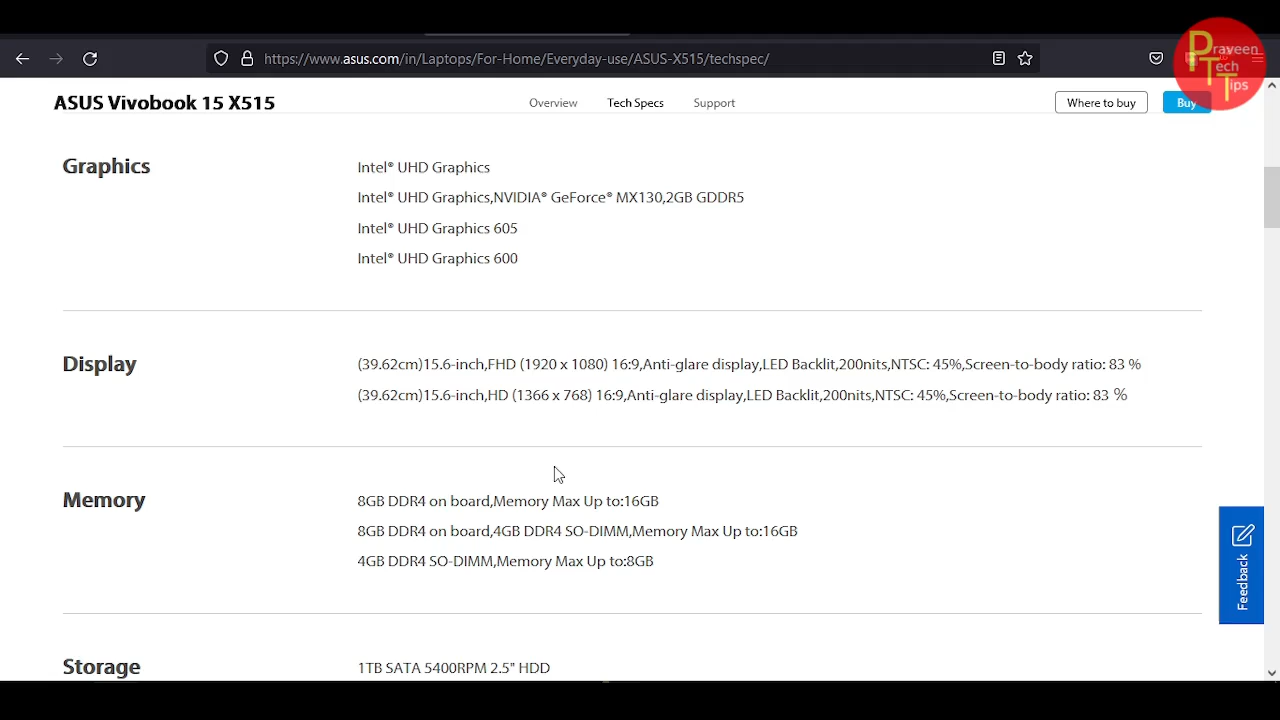 https://www.asus.com/in/Laptops/For-Home/Everyday-use/ASUS-X515/techspec/
Praveen
Tech
Tips
ASUS Vivobook 15 X515
Overview
Tech Specs
Support
Where to buy
Buy
Graphics
Intel® UHD Graphics
Intel® UHD Graphics,NVIDIA® GeForce® MX130,2GB GDDR5
Intel® UHD Graphics 605
Intel® UHD Graphics 600
Display
(39.62cm)15.6-inch,FHD (1920 x 1080) 16:9,Anti-glare display,LED Backlit,200nits,NTSC: 45%,Screen-to-body ratio: 83 %
(39.62cm)15.6-inch,HD (1366 x 768) 16:9,Anti-glare display,LED Backlit,200nits,NTSC: 45%,Screen-to-body ratio: 83 %
Memory
8GB DDR4 on board,Memory Max Up to:16GB
8GB DDR4 on board,4GB DDR4 SO-DIMM,Memory Max Up to:16GB
4GB DDR4 SO-DIMM,Memory Max Up to:8GB
Feedback
Storage
1TB SATA 5400RPM 2.5" HDD